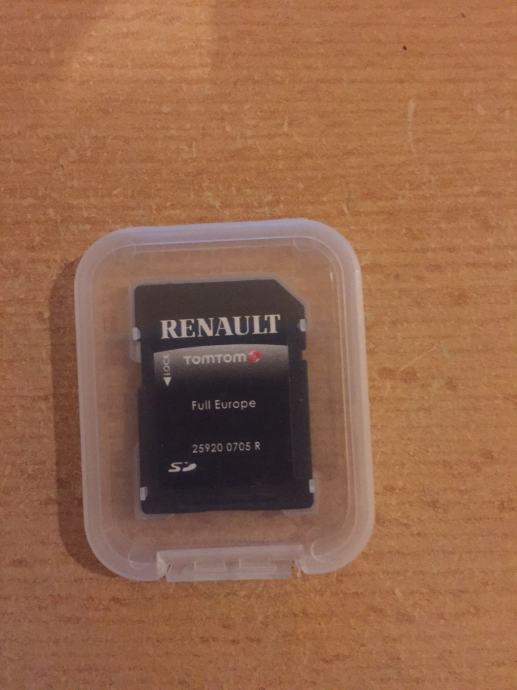 RENAULT
TOMTOM
LOCK
Full Europe
25920 0705 R
SD